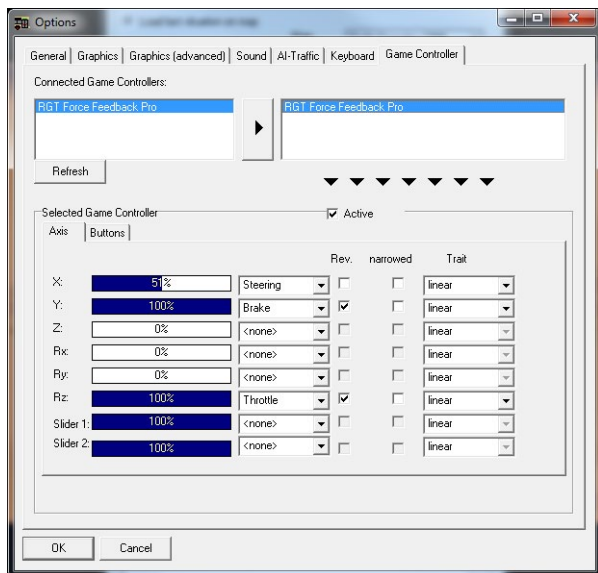 Options
General Graphics Graphics (advanced) Sound AI-Traffic Keyboard Game Controller
Connected Game Controllers:
RGT Force Feedback Pro RGT Force Feedback Pro
Refresh
Selected Game Controller Active
Axis Buttons
Rev. narrowed Trait
X: 51% Steering linear
Y: 100% Brake linear
Z: 0% <none> linear
Rx: 0% <none> linear
Ry: 0% <none> linear
Rz: 100% Throttle linear
Slider 1: 100% <none> linear
Slider 2: 100% <none> linear
OK Cancel